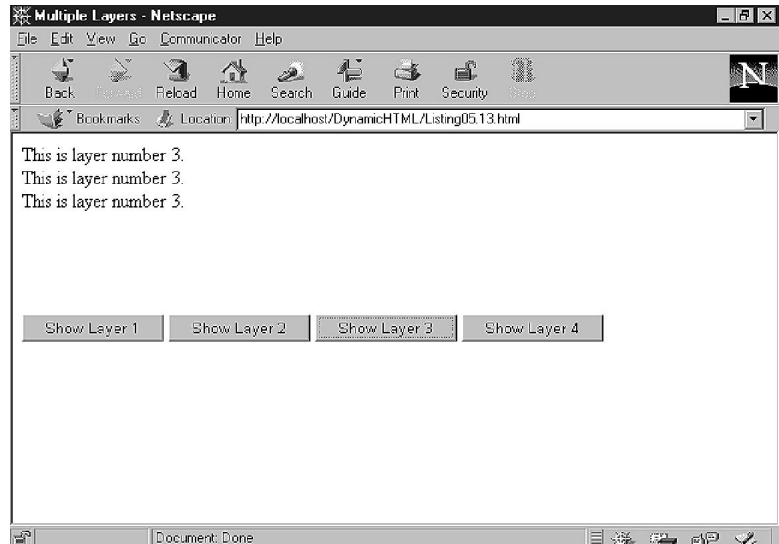 Multiple Layers - Netscape
File Edit View Go Communicator Help
Back Forward Reload Home Search Guide Print Security Stop
N
Bookmarks Location: http://localhost/DynamicHTML/Listing05.13.html
This is layer number 3.
This is layer number 3.
This is layer number 3.
Show Layer 1 Show Layer 2 Show Layer 3 Show Layer 4
Document: Done